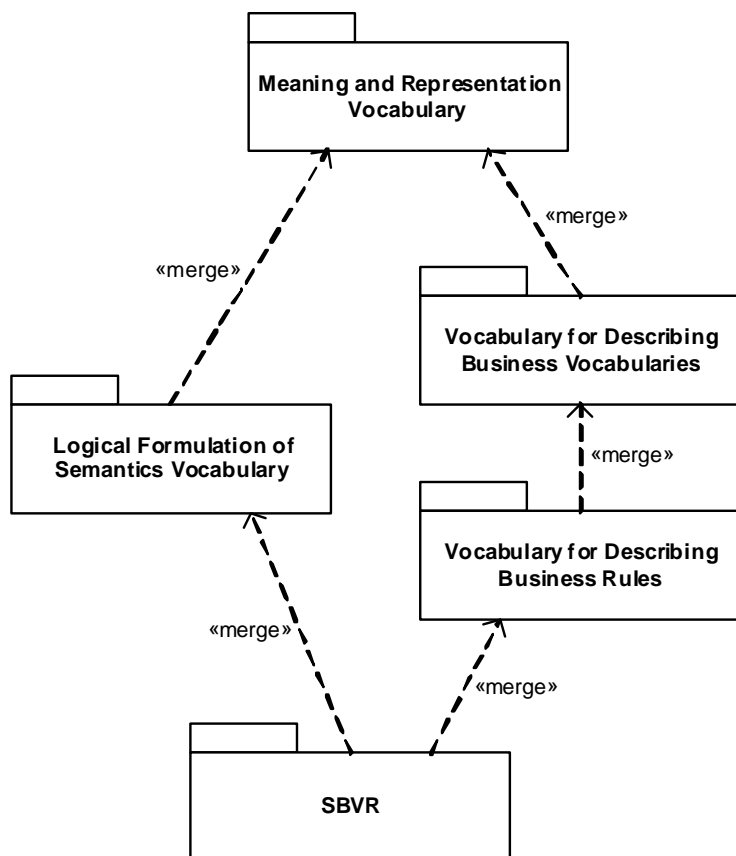 Meaning and Representation
Vocabulary
«merge»
«merge»
Vocabulary for Describing
Business Vocabularies
Logical Formulation of
Semantics Vocabulary
«merge»
Vocabulary for Describing
Business Rules
«merge»
«merge»
SBVR